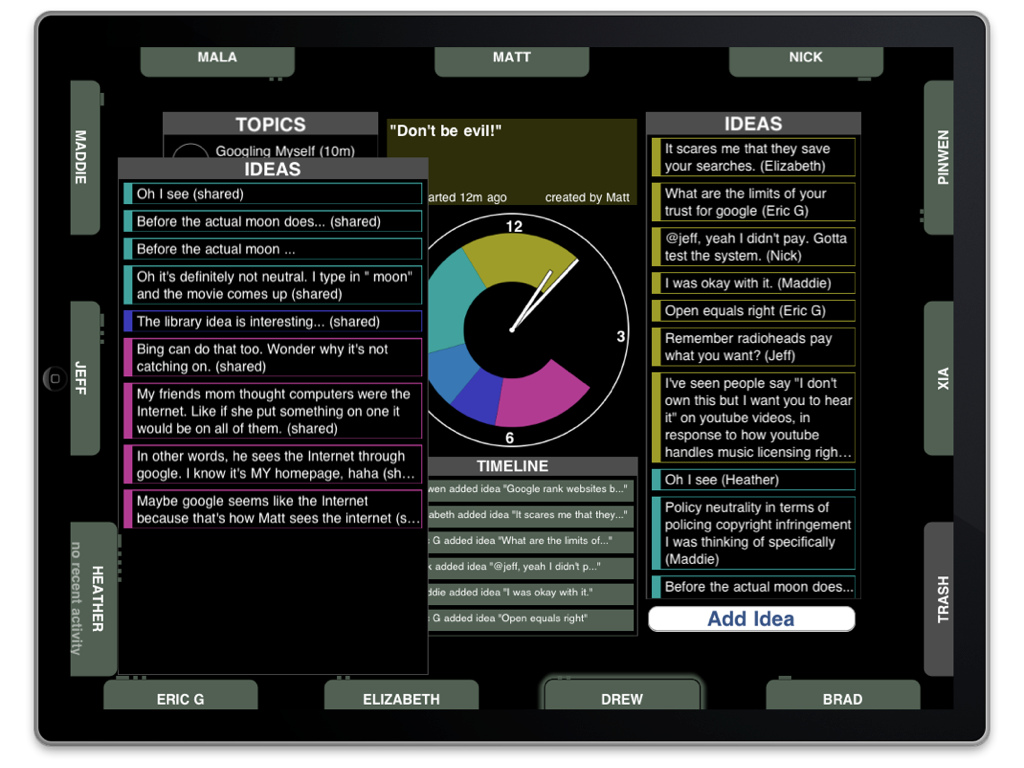 MALA
MATT
NICK
MADDIE
JEFF
HEATHER
no recent activity
PINWEN
XIA
TRASH
ERIC G
ELIZABETH
DREW
BRAD
TOPICS
Googling Myself (10m)
IDEAS
Oh I see (shared)
Before the actual moon does... (shared)
Before the actual moon ...
Oh it's definitely not neutral. I type in " moon"
and the movie comes up (shared)
The library idea is interesting... (shared)
Bing can do that too. Wonder why it's not
catching on. (shared)
My friends mom thought computers were the
Internet. Like if she put something on one it
would be on all of them. (shared)
In other words, he sees the Internet through
google. I know it's MY homepage, haha (sh...
Maybe google seems like the Internet
because that's how Matt sees the internet (s...
"Don't be evil!"
arted 12m ago
created by Matt
12
3
6
TIMELINE
wen added idea "Google rank websites b..."
abeth added idea "It scares me that they..."
G added idea "What are the limits of..."
k added idea "@jeff, yeah I didn't p..."
ddie added idea "I was okay with it."
G added idea "Open equals right"
IDEAS
It scares me that they save
your searches. (Elizabeth)
What are the limits of your
trust for google (Eric G)
@jeff, yeah I didn't pay. Gotta
test the system. (Nick)
I was okay with it. (Maddie)
Open equals right (Eric G)
Remember radioheads pay
what you want? (Jeff)
I've seen people say "I don't
own this but I want you to hear
it" on youtube videos, in
response to how youtube
handles music licensing righ...
Oh I see (Heather)
Policy neutrality in terms of
policing copyright infringement
I was thinking of specifically
(Maddie)
Before the actual moon does...
Add Idea